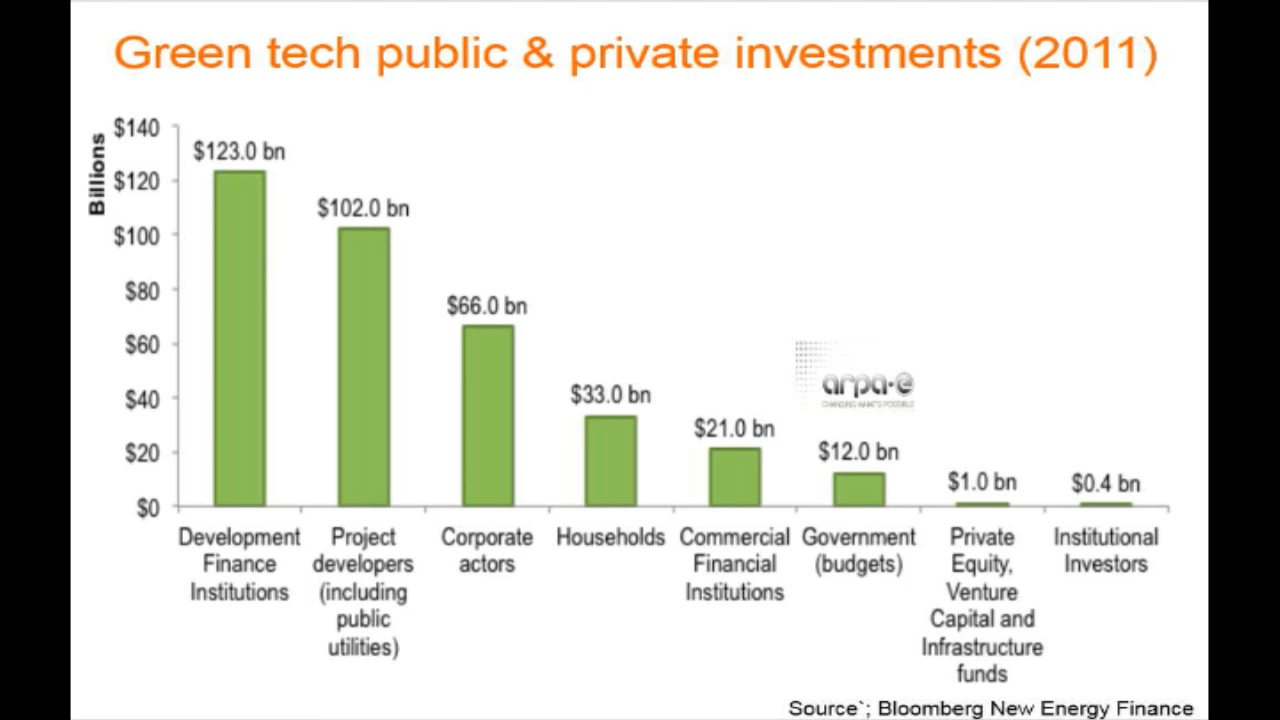 Green tech public & private investments (2011)
Billions
$140
$120
$100
$80
$60
$40
$20
$0
$123.0 bn
$102.0 bn
$66.0 bn
$33.0 bn
$21.0 bn
$12.0 bn
$1.0 bn
$0.4 bn
arpa·e
CHANGING WHAT'S POSSIBLE
Development
Finance
Institutions
Project
developers
(including
public
utilities)
Corporate
actors
Households
Commercial
Financial
Institutions
Government
(budgets)
Private
Equity,
Venture
Capital and
Infrastructure
funds
Institutional
Investors
Source`; Bloomberg New Energy Finance